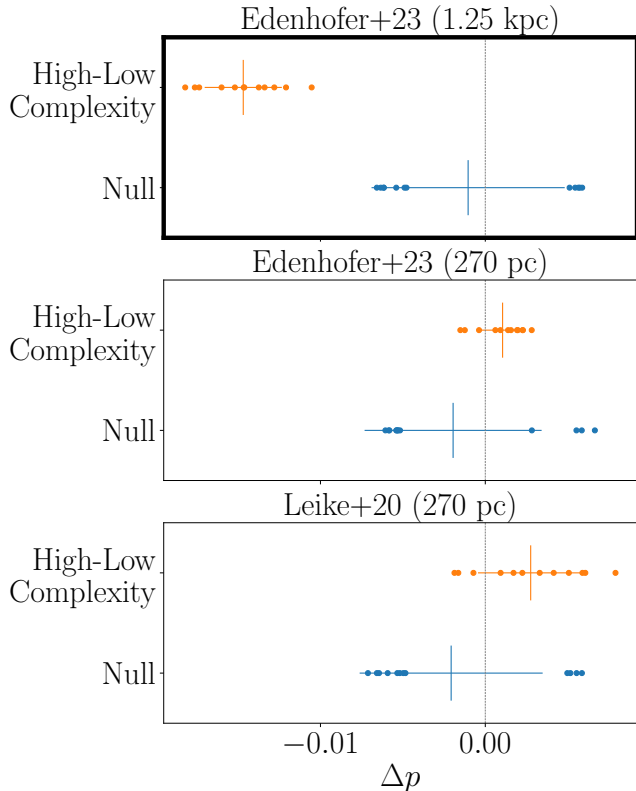 Edenhofer+23 (1.25 kpc)
High-Low
Complexity
Null
Edenhofer+23 (270 pc)
High-Low
Complexity
Null
Leike+20 (270 pc)
High-Low
Complexity
Null
−0.01 0.00
Δp